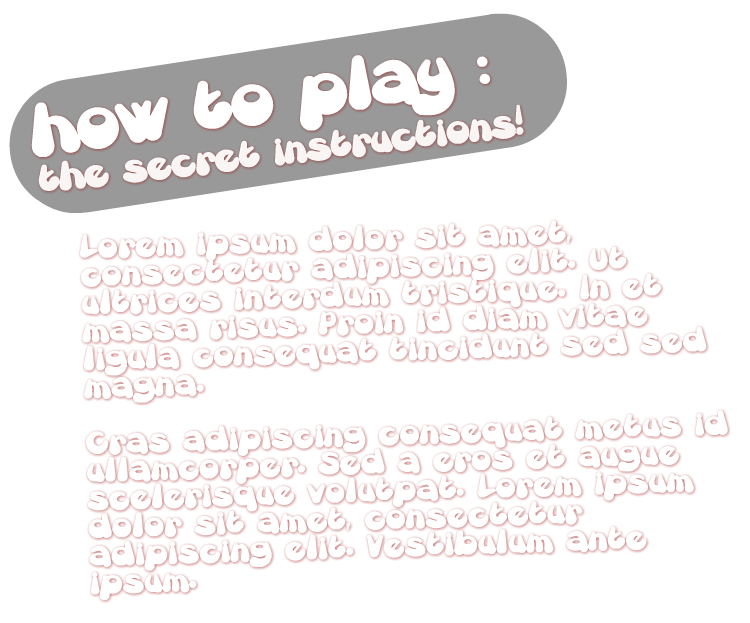 how to play :
the secret instructions!
Lorem ipsum dolor sit amet,
consectetur adipiscing elit. Ut
ultrices interdum tristique. In et
massa risus. Proin id diam vitae
ligula consequat tincidunt sed sed
magna.
Cras adipiscing consequat metus id
ullamcorper. Sed a eros et augue
scelerisque volutpat. Lorem ipsum
dolor sit amet, consectetur
adipiscing elit. Vestibulum ante
ipsum.